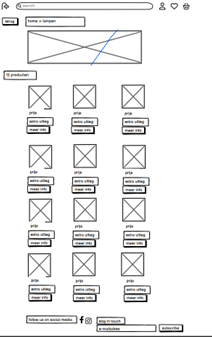 search
terug
home > lampen
12 producten
prijs prijs prijs
extra uitleg extra uitleg extra uitleg
meer info meer info meer info
prijs prijs prijs
extra uitleg extra uitleg extra uitleg
meer info meer info meer info
prijs prijs prijs
extra uitleg extra uitleg extra uitleg
meer info meer info meer info
prijs prijs prijs
extra uitleg extra uitleg extra uitleg
meer info meer info meer info
follow us on social media
stay in touch
e-mailadres
subscribe